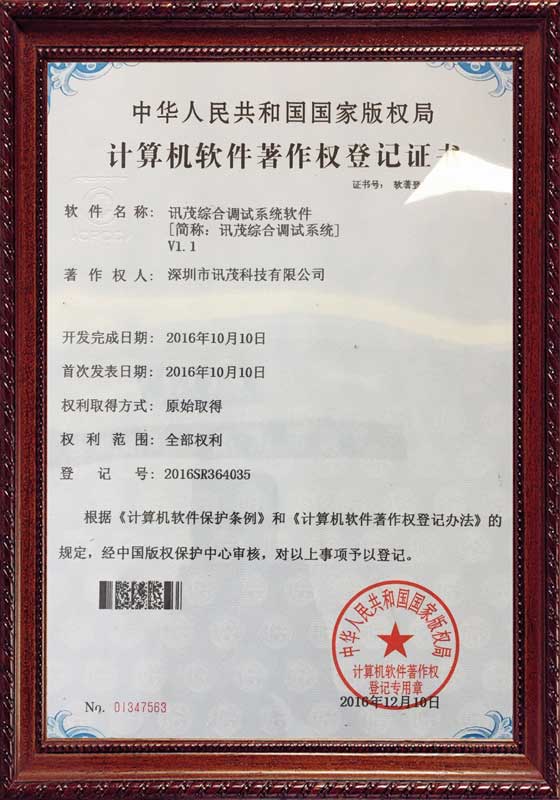 中华人民共和国国家版权局
计算机软件著作权登记证书
证书号： 软著登
软件名称： 讯茂综合调试系统软件
[简称：讯茂综合调试系统]
V1.1
著作权人： 深圳市讯茂科技有限公司
开发完成日期： 2016年10月10日
首次发表日期： 2016年10月10日
权利取得方式： 原始取得
权利范围： 全部权利
登记号： 2016SR364035
根据《计算机软件保护条例》和《计算机软件著作权登记办法》的
规定，经中国版权保护中心审核，对以上事项予以登记。
中华人民共和国国家版权局
计算机软件著作权
登记专用章
No. 01347563
2016年12月10日